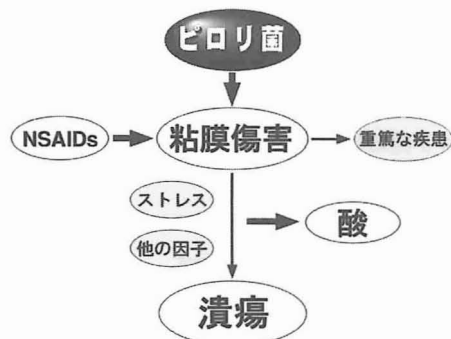 ピロリ菌
NSAIDs
粘膜傷害
重篤な疾患
ストレス
他の因子
酸
潰瘍